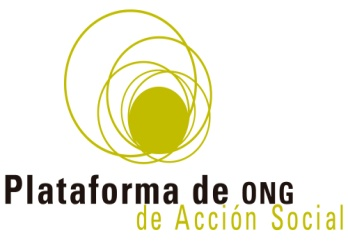 Plataforma de ONG
de Acción Social